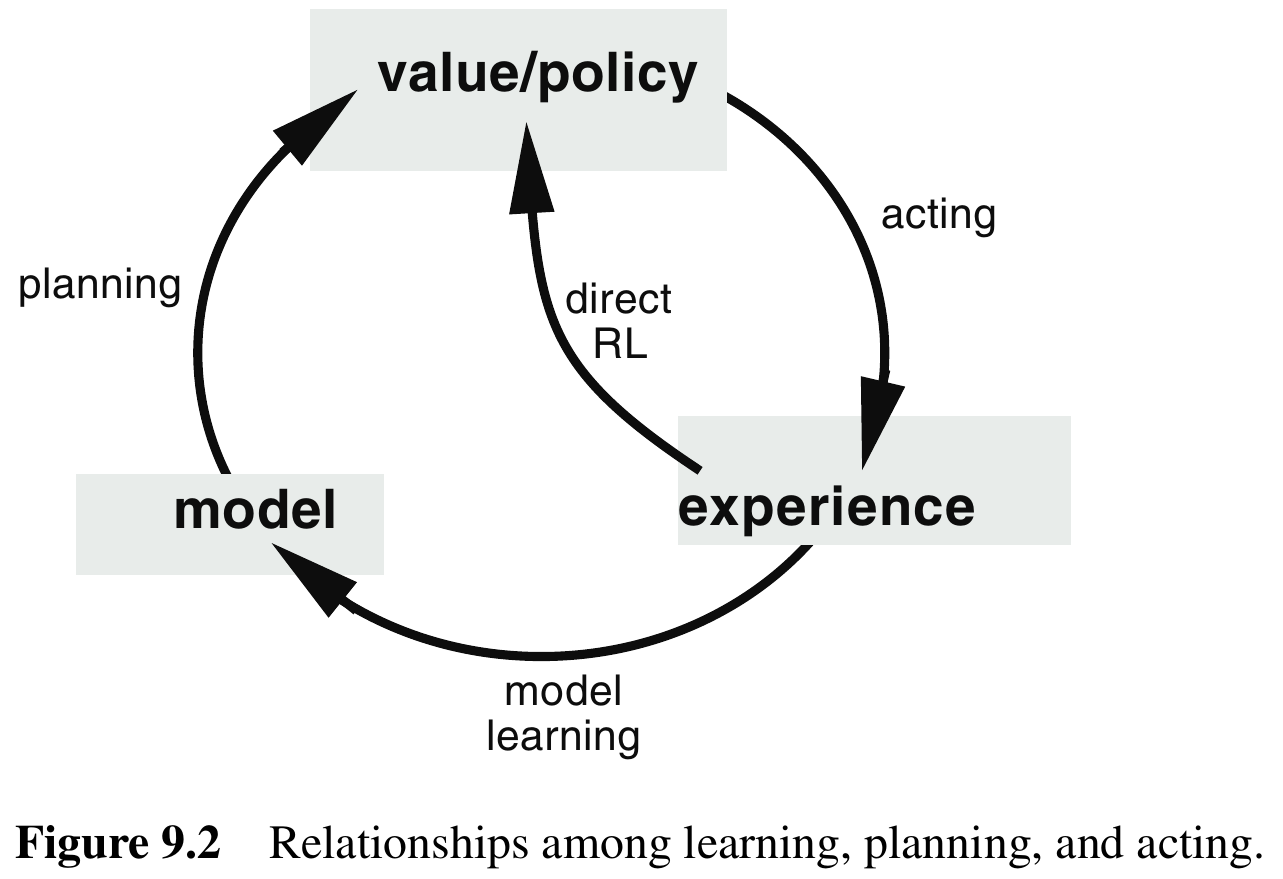 value/policy
acting
planning
direct
RL
model
experience
model
learning
Figure 9.2 Relationships among learning, planning, and acting.